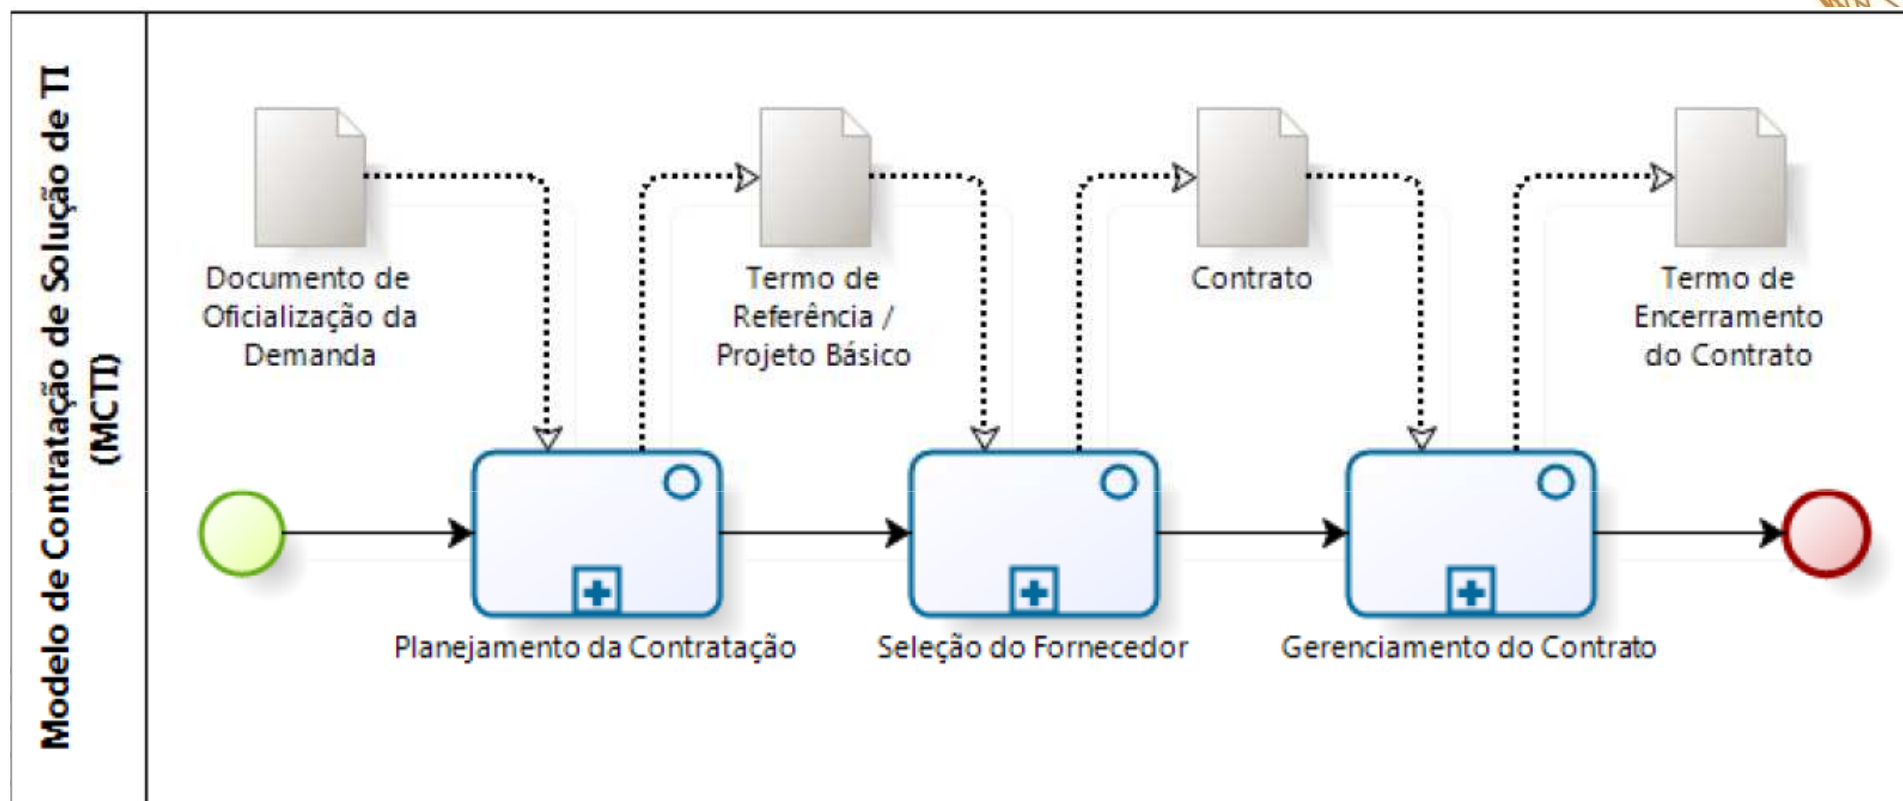 Modelo de Contratação de Solução de TI
(MCTI)
Documento de
Oficialização da
Demanda
Termo de
Referência /
Projeto Básico
Contrato
Termo de
Encerramento
do Contrato
Planejamento da Contratação
Seleção do Fornecedor
Gerenciamento do Contrato